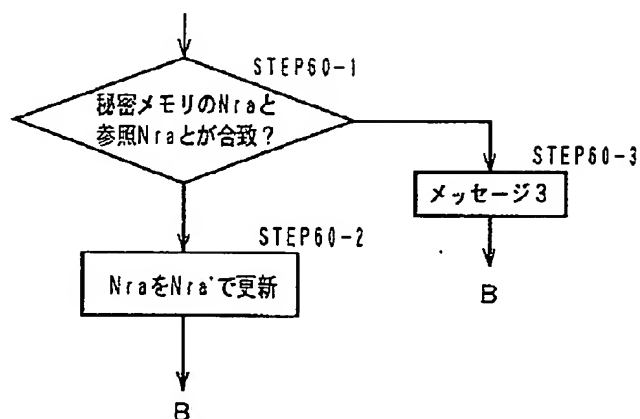 STEP60-1
秘密メモリのNraと
参照Nraとが合致?
STEP60-3
メッセージ3
B
STEP60-2
NraをNra'で更新
B